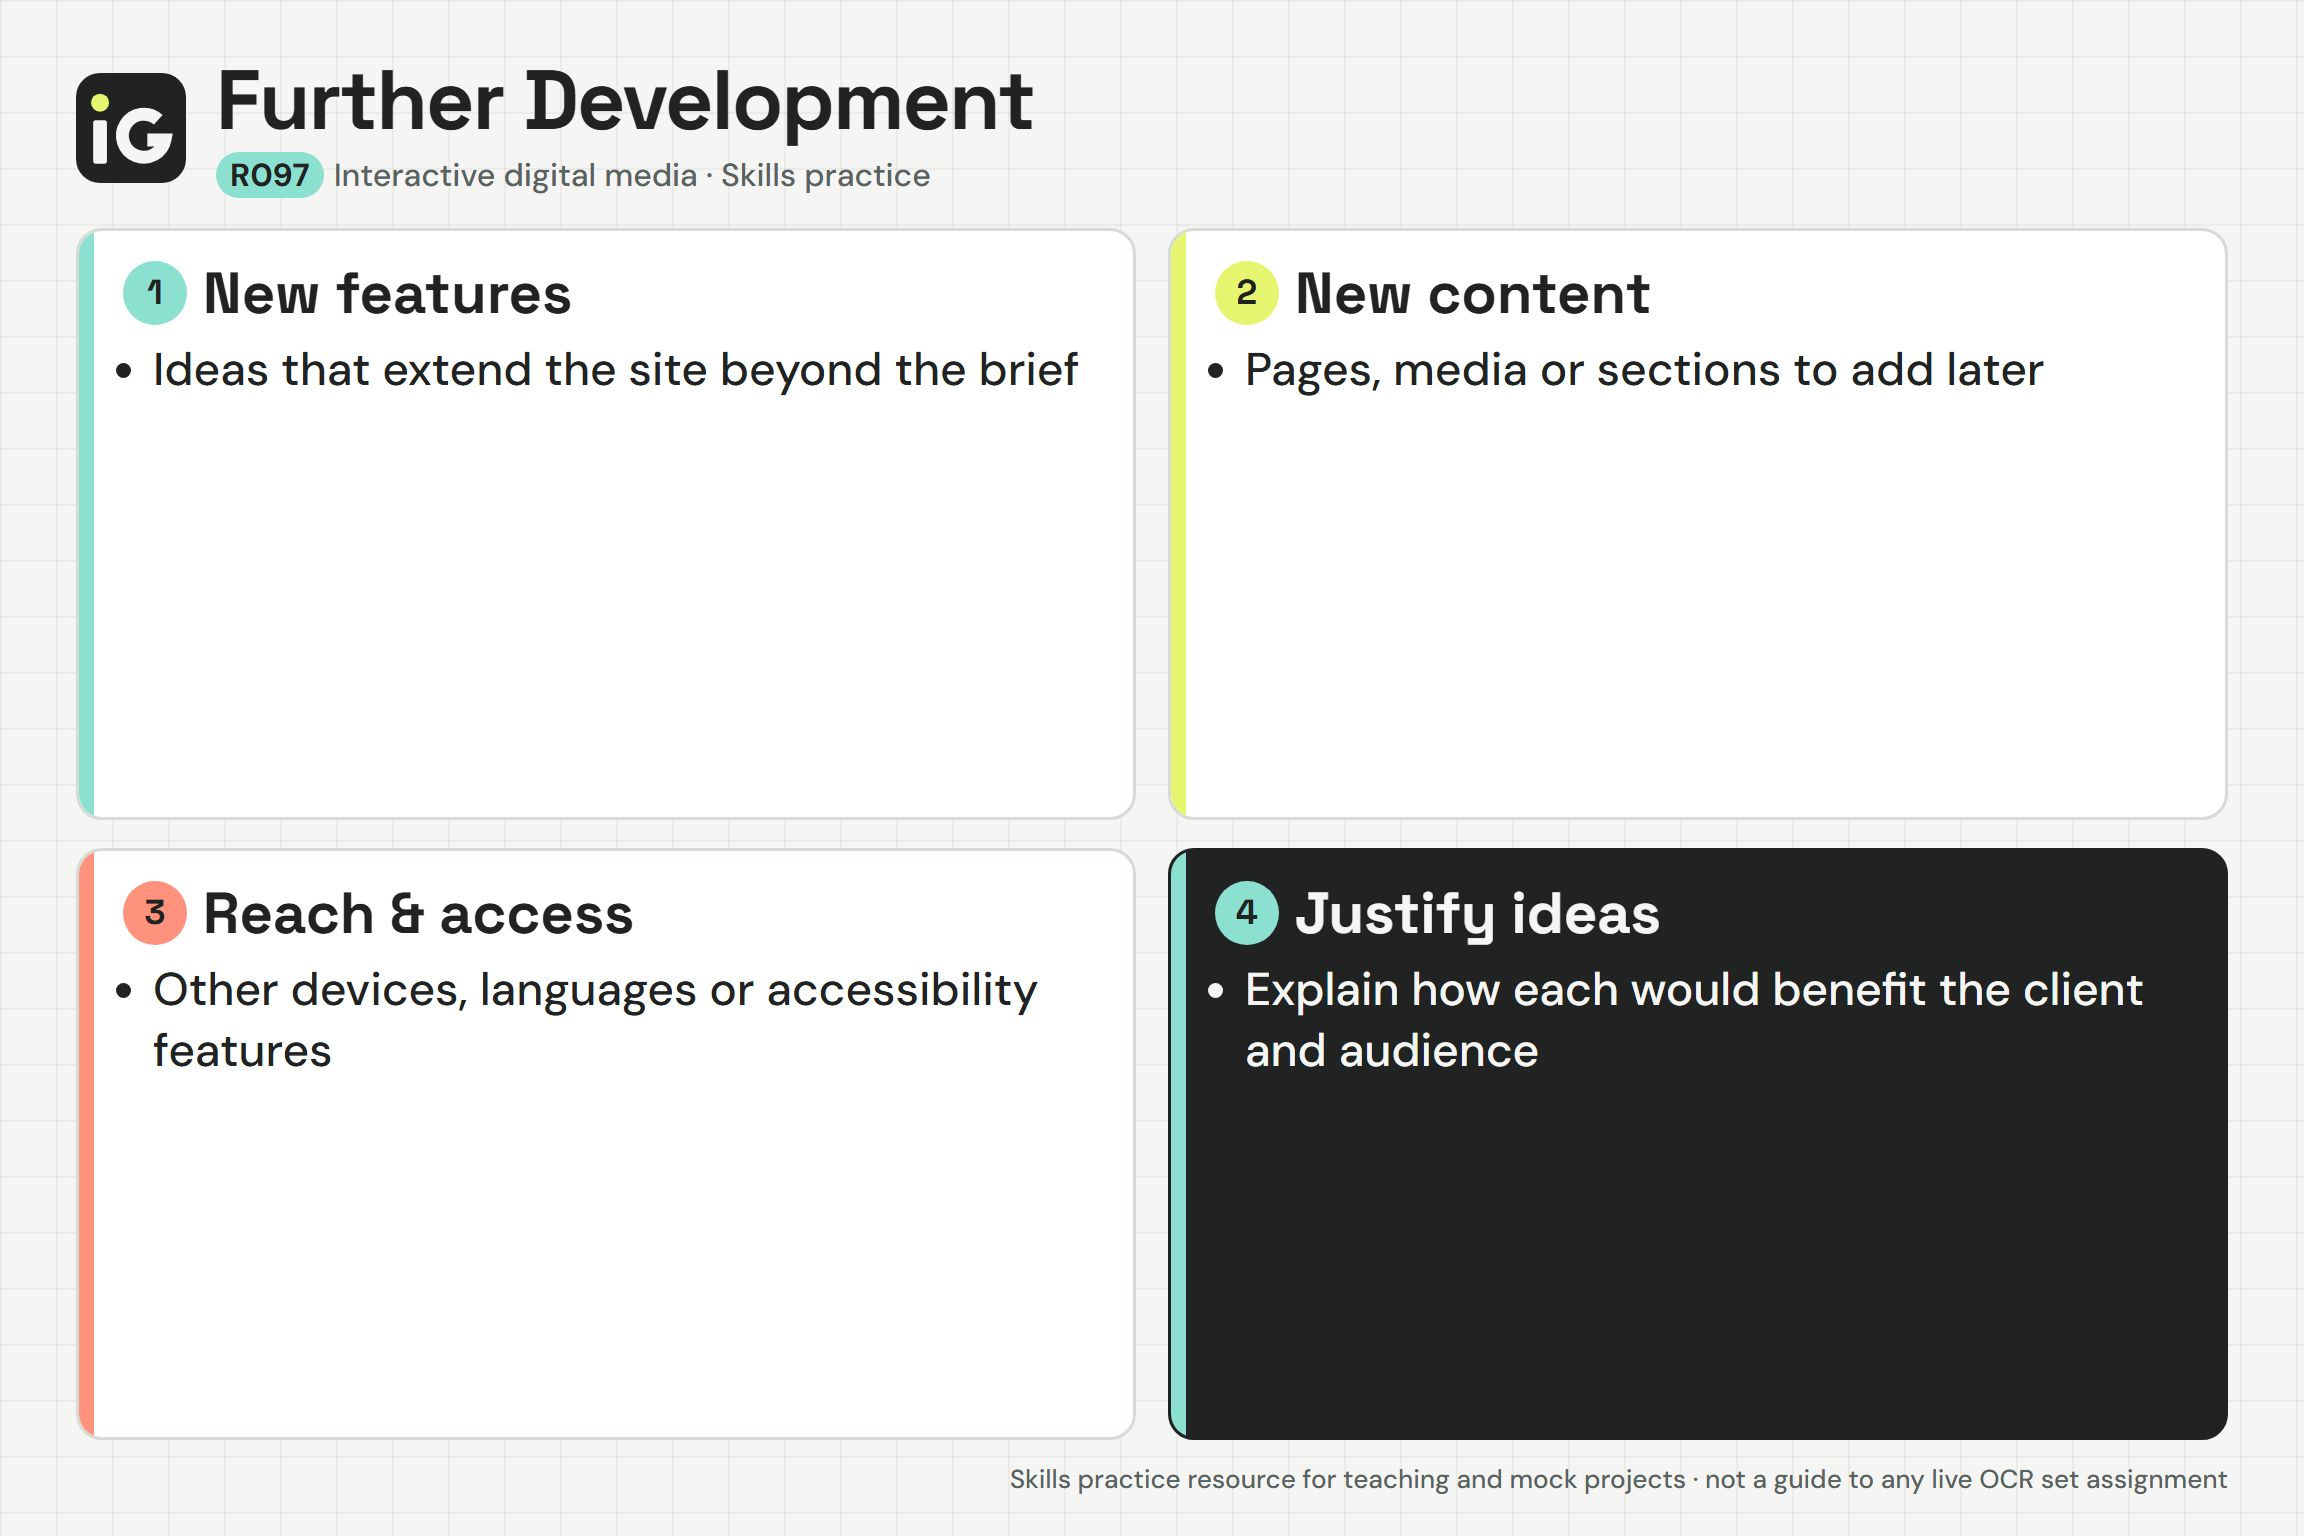 iG
Further Development
R097 Interactive digital media · Skills practice
1 New features
• Ideas that extend the site beyond the brief
2 New content
• Pages, media or sections to add later
3 Reach & access
• Other devices, languages or accessibility
features
4 Justify ideas
• Explain how each would benefit the client
and audience
Skills practice resource for teaching and mock projects · not a guide to any live OCR set assignment